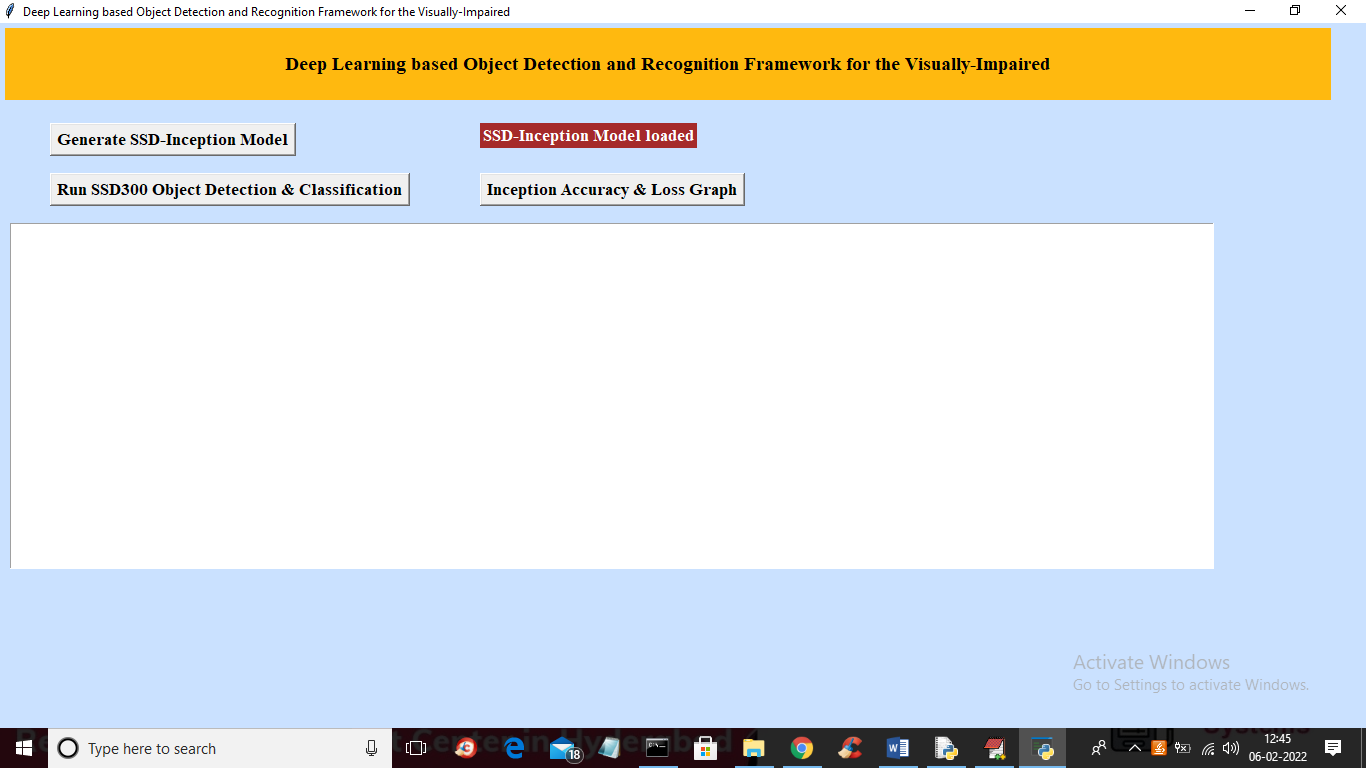 Deep Learning based Object Detection and Recognition Framework for the Visually-Impaired
Deep Learning based Object Detection and Recognition Framework for the Visually-Impaired
Generate SSD-Inception Model
SSD-Inception Model loaded
Run SSD300 Object Detection & Classification
Inception Accuracy & Loss Graph
Activate Windows
Go to Settings to activate Windows.
Type here to search
18
12:45
06-02-2022